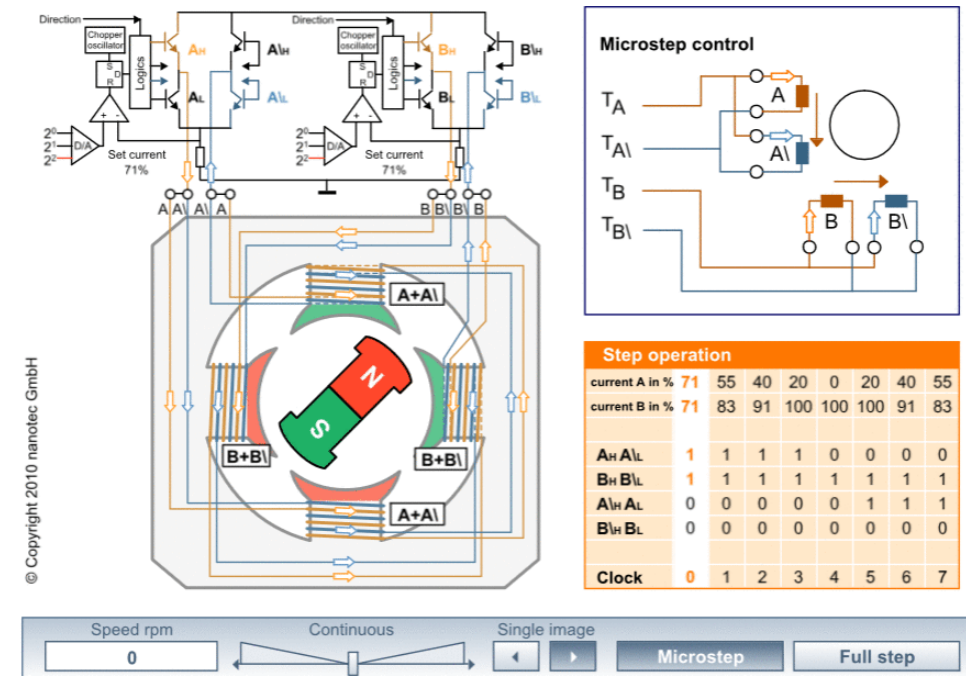 Direction
Chopper
oscillator
S
D
R
Logics
AH
A\H
AL
A\L
+ -
2⁰
2¹
2²
D/A
Set current
71%
Direction
Chopper
oscillator
S
D
R
Logics
BH
B\H
BL
B\L
+ -
2⁰
2¹
2²
D/A
Set current
71%
A A\ A\ A
B B\ B\ B
A+A\
N
S
B+B\
B+B\
A+A\
© Copyright 2010 nanotec GmbH
Microstep control
TA
TA\
TB
TB\
A
A\
B
B\
Step operation
current A in % 71 55 40 20 0 20 40 55
current B in % 71 83 91 100 100 100 91 83
AH A\L 1 1 1 1 0 0 0 0
BH B\L 1 1 1 1 1 1 1 1
A\H AL 0 0 0 0 0 1 1 1
B\H BL 0 0 0 0 0 0 0 0
Clock 0 1 2 3 4 5 6 7
Speed rpm
0
Continuous
Single image
Microstep
Full step